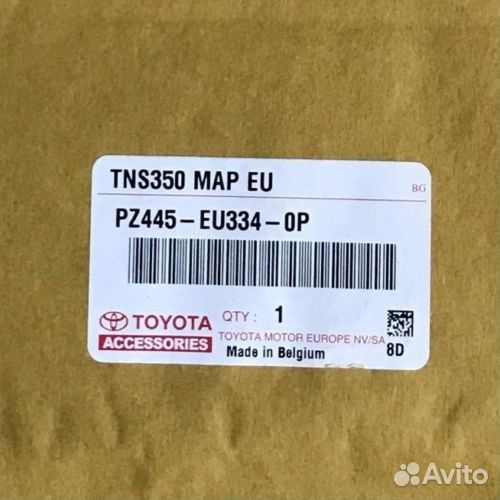 TNS350 MAP EU
BG
PZ445-EU334-0P
TOYOTA
ACCESSORIES
QTY: 1
TOYOTA MOTOR EUROPE NV/SA
Made in Belgium
8D
Avito